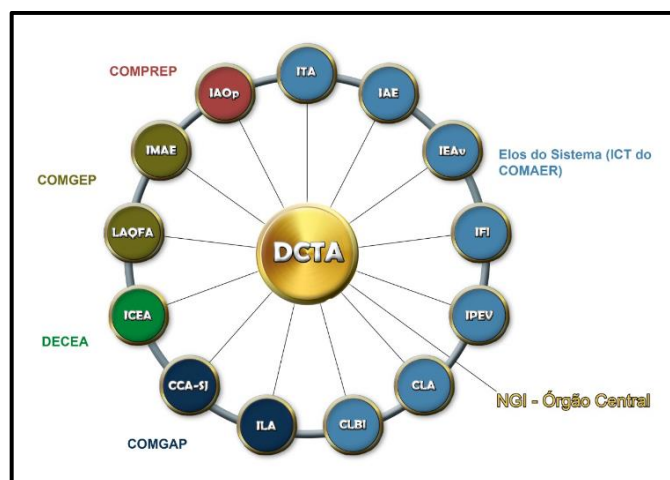 COMPREP
ITA
IAOp
IAE
IMAE
IEAv
Elos do Sistema (ICT do
COMAER)
COMGEP
LAQFA
DCTA
IFI
ICEA
IPEV
DECEA
CCA-SJ
CLA
NGI - Órgão Central
ILA
CLBI
COMGAP